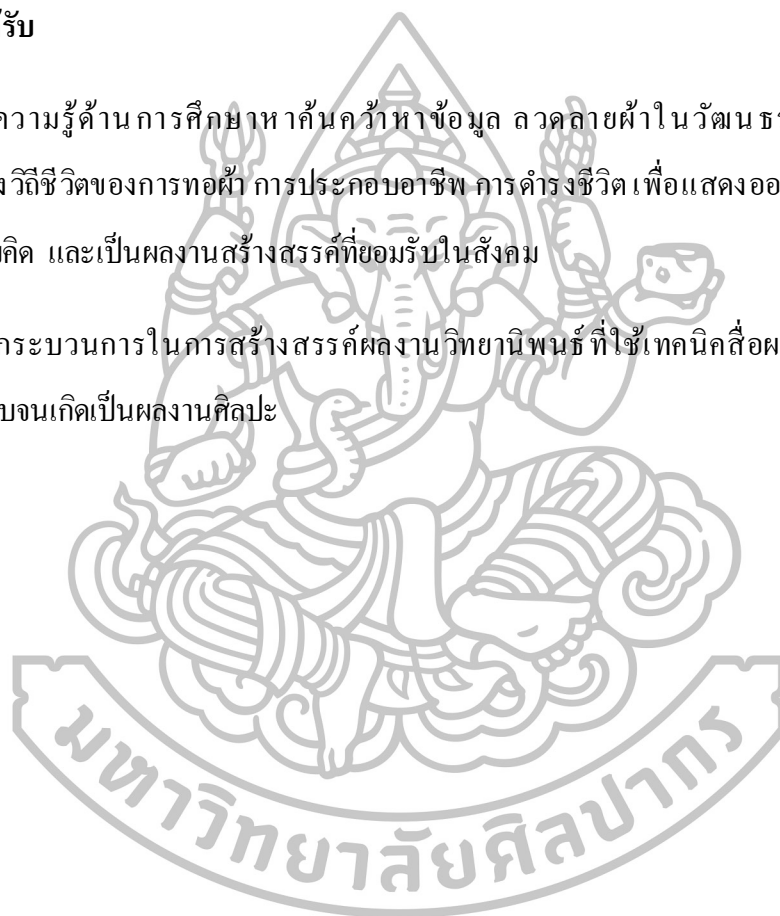 รับ
ความรู้ด้านการศึกษาหาค้นคว้าหาข้อมูล ลวดลายผ้าในวัฒนธร
งวิถีชีวิตของการทอผ้า การประกอบอาชีพ การดำรงชีวิต เพื่อแสดงออ
คิด และเป็นผลงานสร้างสรรค์ที่ยอมรับในสังคม
กระบวนการในการสร้างสรรค์ผลงานวิทยานิพนธ์ ที่ใช้เทคนิคสื่อผ
บจนเกิดเป็นผลงานศิลปะ
มหาวิทยาลัยศิลปากร